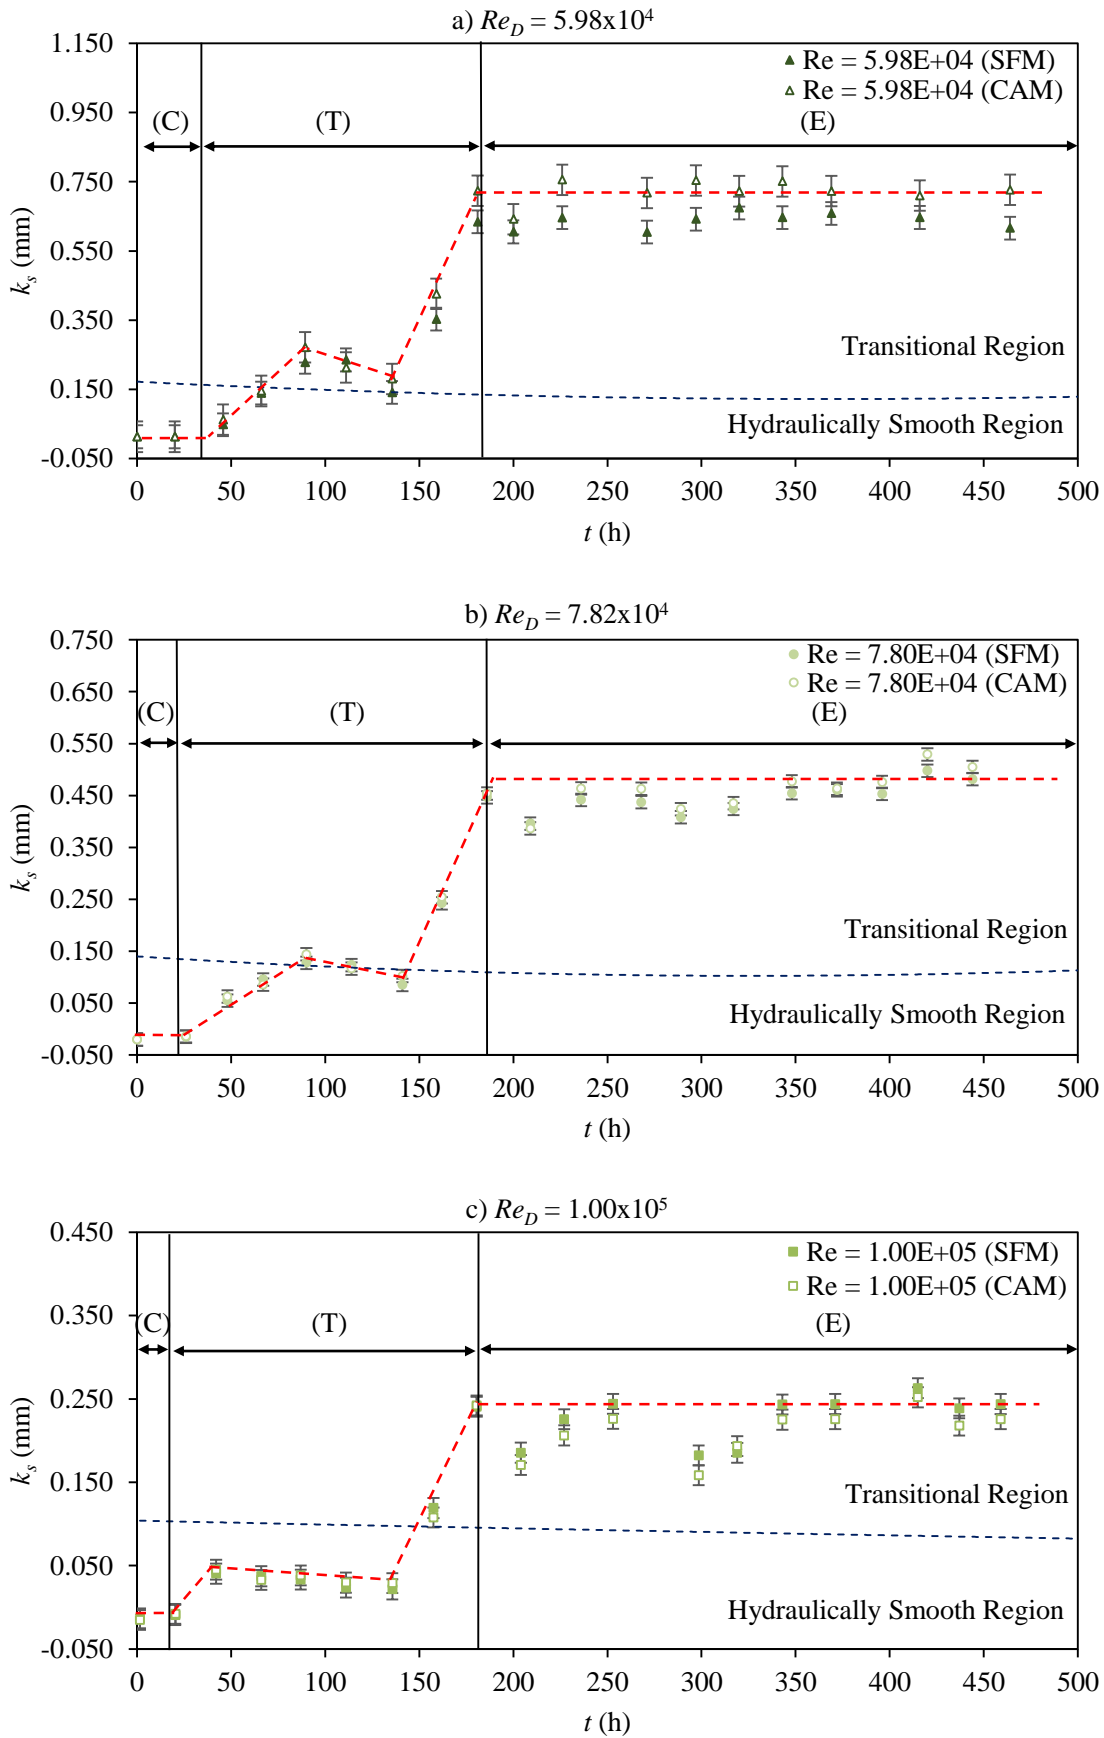 a) Re_D = 5.98x10⁴
1.150
0.950
0.750
0.550
0.350
0.150
-0.050
k_s (mm)
Re = 5.98E+04 (SFM)
Re = 5.98E+04 (CAM)
(C)
(T)
(E)
Transitional Region
Hydraulically Smooth Region
0 50 100 150 200 250 300 350 400 450 500
t (h)
b) Re_D = 7.82x10⁴
0.750
0.650
0.550
0.450
0.350
0.250
0.150
0.050
-0.050
k_s (mm)
Re = 7.80E+04 (SFM)
Re = 7.80E+04 (CAM)
(C)
(T)
(E)
Transitional Region
Hydraulically Smooth Region
0 50 100 150 200 250 300 350 400 450 500
t (h)
c) Re_D = 1.00x10⁵
0.450
0.350
0.250
0.150
0.050
-0.050
k_s (mm)
Re = 1.00E+05 (SFM)
Re = 1.00E+05 (CAM)
(C)
(T)
(E)
Transitional Region
Hydraulically Smooth Region
0 50 100 150 200 250 300 350 400 450 500
t (h)